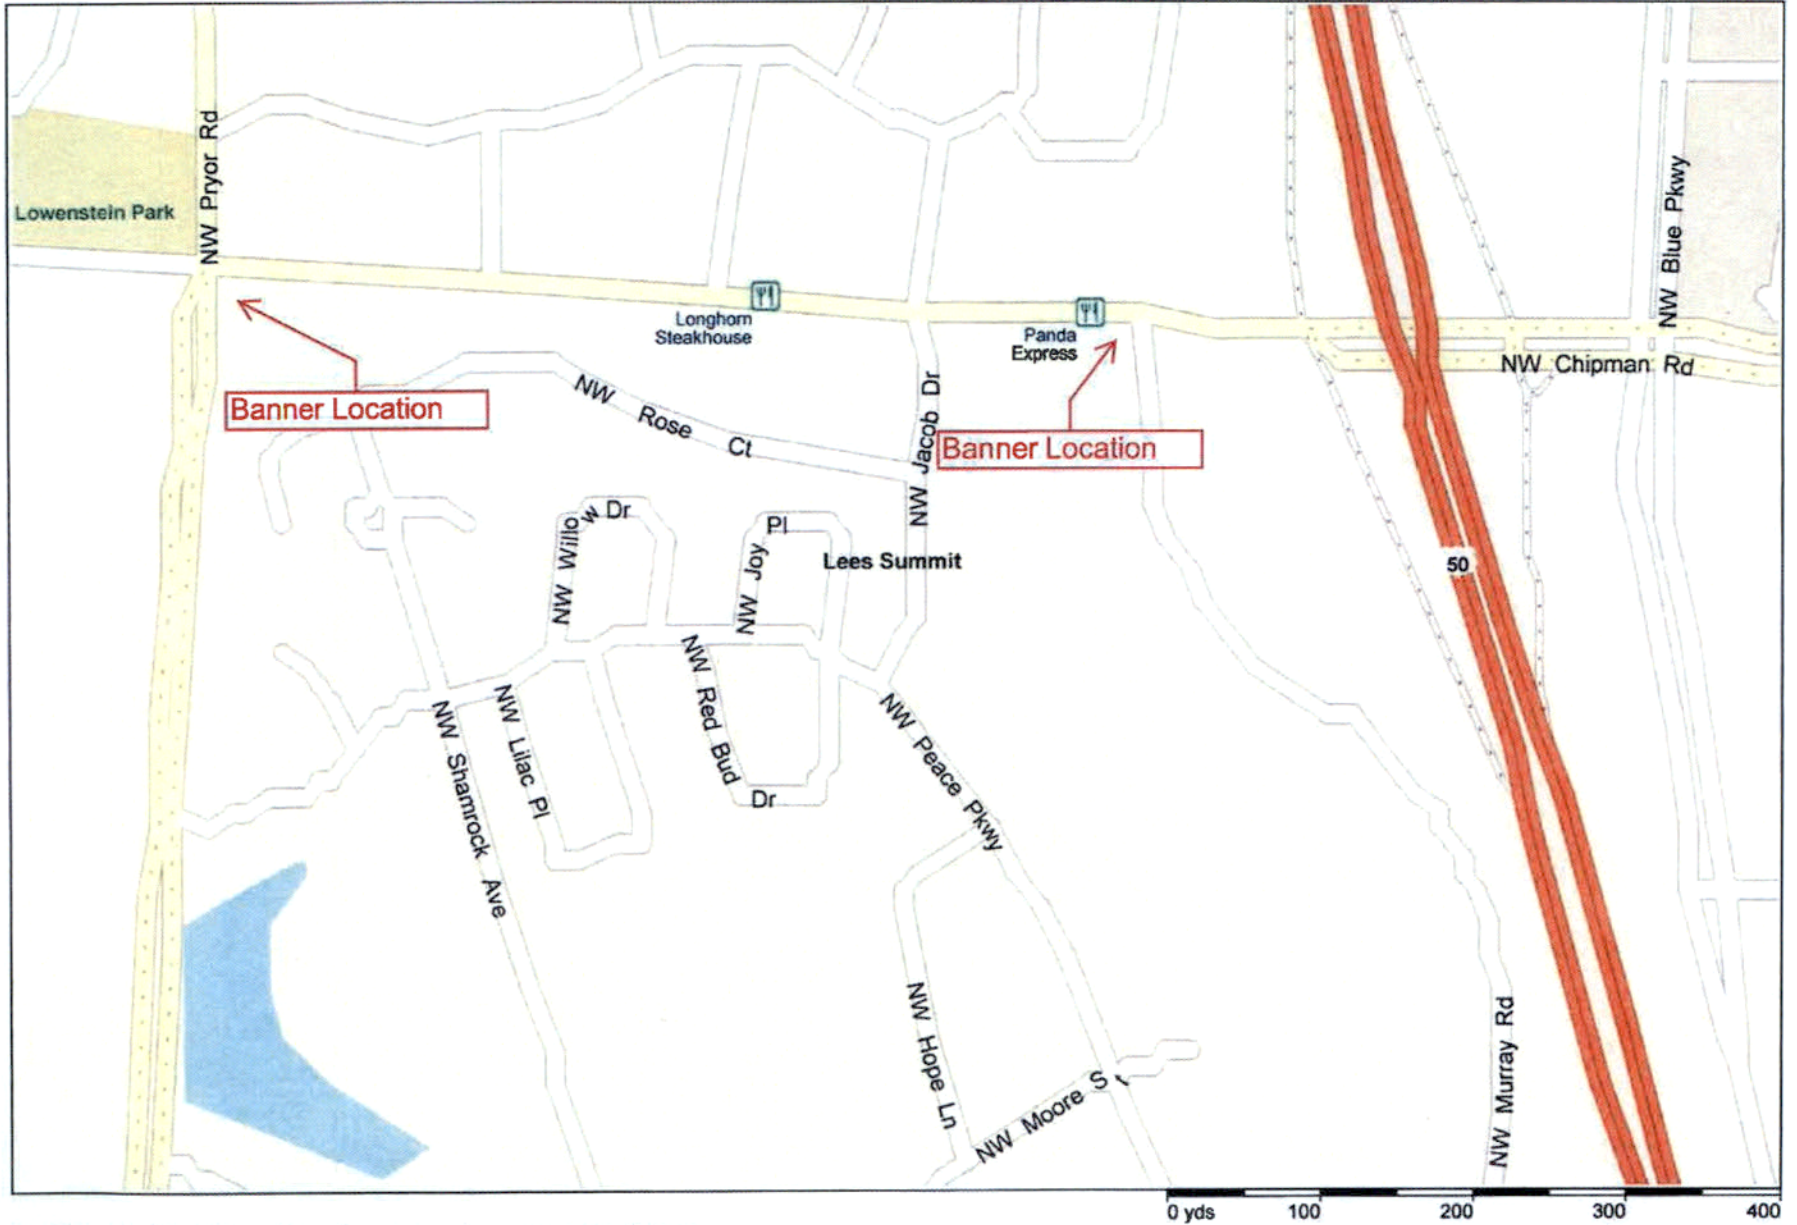 NW Pryor Rd
Lowenstein Park
NW Blue Pkwy
Longhorn
Steakhouse
Panda
Express
NW Chipman Rd
Banner Location
NW Rose Ct
NW Jacob Dr
Banner Location
NW Willow Dr
NW Joy Pl
Lees Summit
50
NW Red Bud Dr
NW Lilac Pl
NW Shamrock Ave
NW Peace Pkwy
NW Hope Ln
NW Moore S
NW Murray Rd
0 yds 100 200 300 400